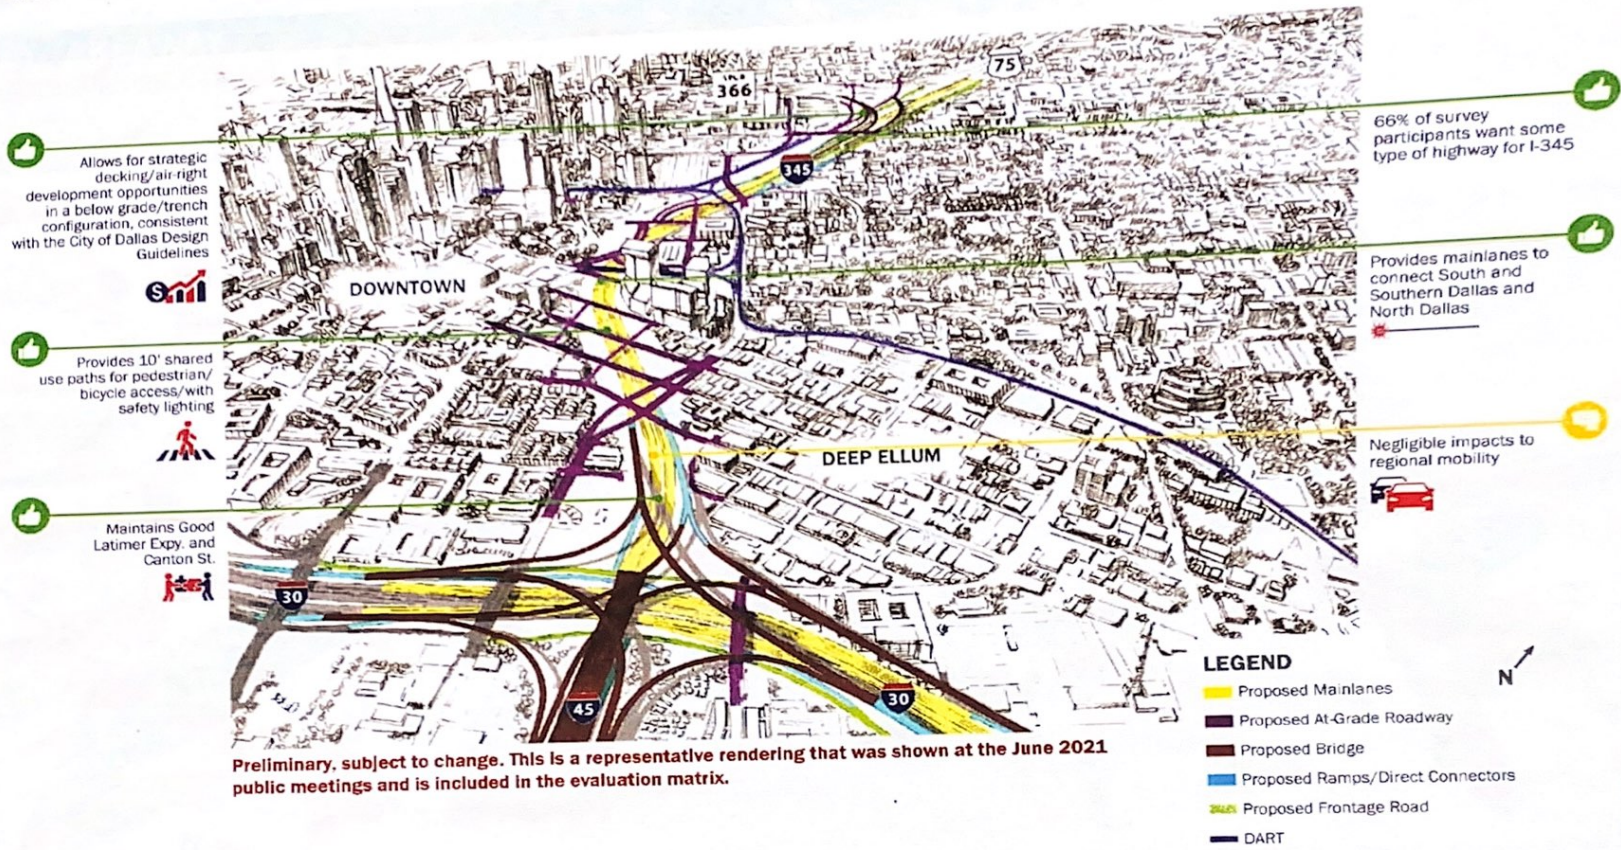 75
366
345
Allows for strategic
decking/air-right
development opportunities
in a below grade/trench
configuration, consistent
with the City of Dallas Design
Guidelines
$
66% of survey
participants want some
type of highway for I-345
Provides mainlanes to
connect South and
Southern Dallas and
North Dallas
DOWNTOWN
Provides 10' shared
use paths for pedestrian/
bicycle access/with
safety lighting
DEEP ELLUM
Negligible impacts to
regional mobility
Maintains Good
Latimer Expy. and
Canton St.
30
45
30
LEGEND
Proposed Mainlanes
Proposed At-Grade Roadway
Proposed Bridge
Proposed Ramps/Direct Connectors
Proposed Frontage Road
DART
N
Preliminary, subject to change. This is a representative rendering that was shown at the June 2021
public meetings and is included in the evaluation matrix.